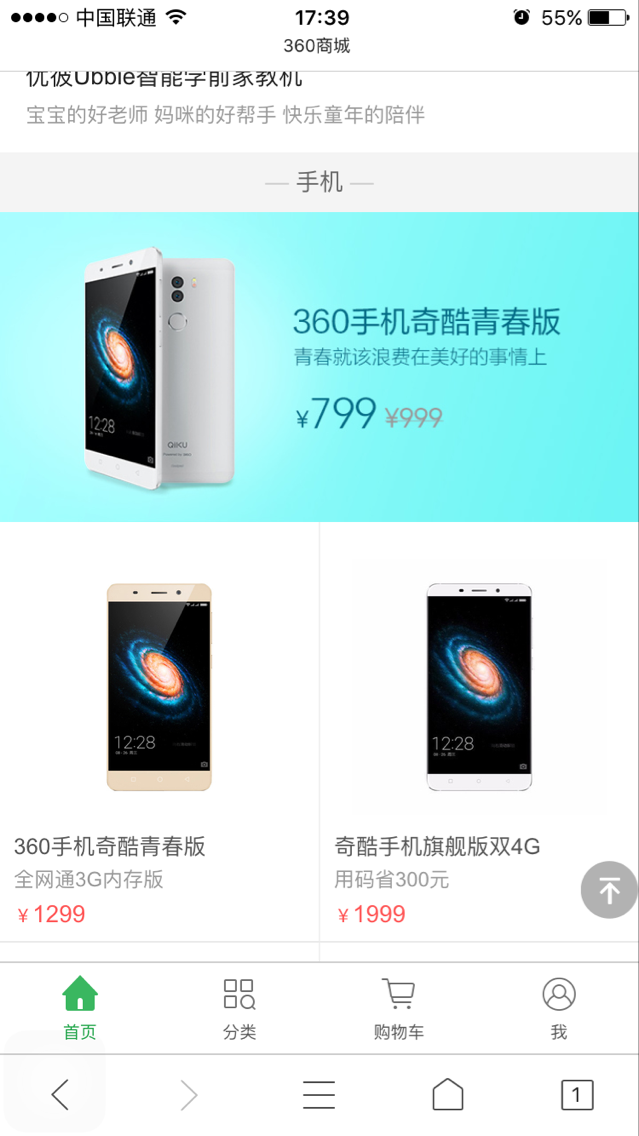 中国联通
17:39
55%
360商城
优彼Ubbie智能学前家教机
宝宝的好老师 妈咪的好帮手 快乐童年的陪伴
手机
360手机奇酷青春版
青春就该浪费在美好的事情上
¥799 ¥999
12:28
QiKU
12:28
12:28
360手机奇酷青春版
全网通3G内存版
¥1299
奇酷手机旗舰版双4G
用码省300元
¥1999
首页
分类
购物车
我
1